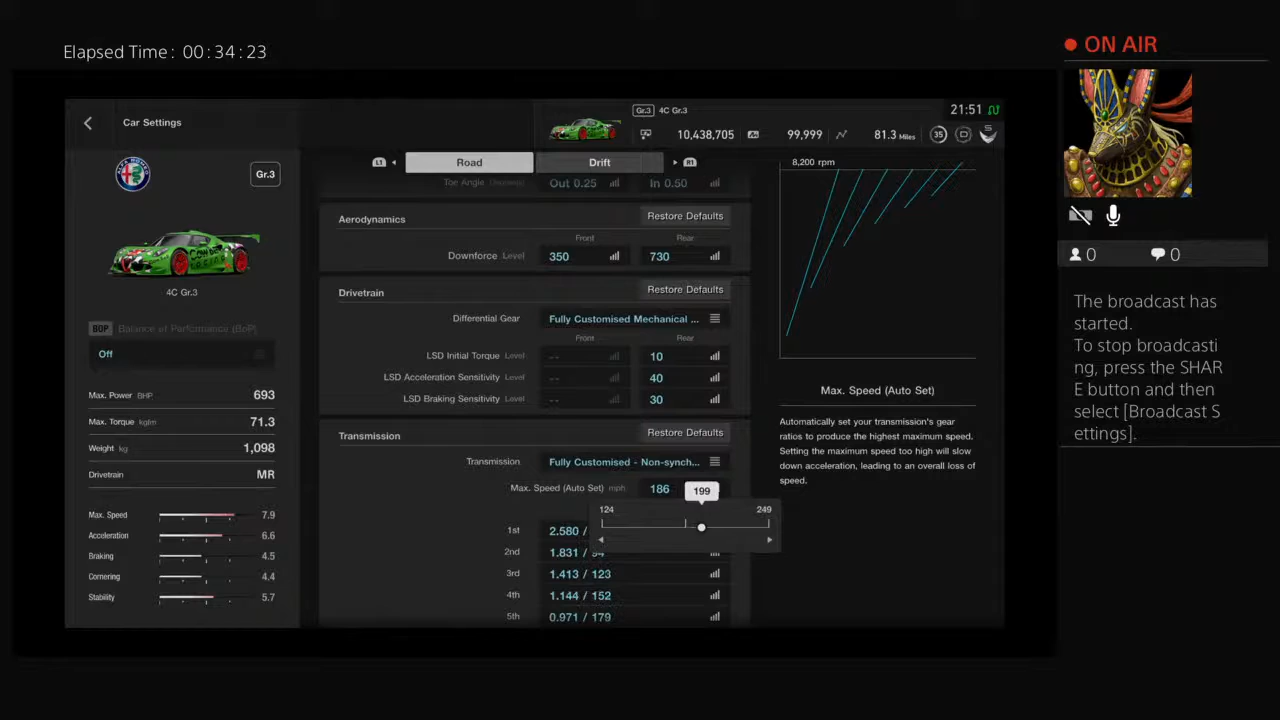 Elapsed Time: 00:34:23
ON AIR
Car Settings
Gr.3 4C Gr.3
21:51
10,438,705 99,999 81.3 Miles 35 S
L1 Road Drift R1
Gr.3
4C Gr.3
BOP Balance of Performance (BoP)
Off
Max. Power BHP 693
Max. Torque kgfm 71.3
Weight kg 1,098
Drivetrain MR
Max. Speed 7.9
Acceleration 6.6
Braking 4.5
Cornering 4.4
Stability 5.7
Toe Angle Out 0.25 In 0.50
Aerodynamics Restore Defaults
Front Rear
Downforce Level 350 730
Drivetrain Restore Defaults
Differential Gear Fully Customised Mechanical ...
Front Rear
LSD Initial Torque Level -- 10
LSD Acceleration Sensitivity Level -- 40
LSD Braking Sensitivity Level -- 30
Transmission Restore Defaults
Transmission Fully Customised - Non-synch...
Max. Speed (Auto Set) mph 186
199
124 249
1st 2.580 /
2nd 1.831 /
3rd 1.413 / 123
4th 1.144 / 152
5th 0.971 / 179
8,200 rpm
Max. Speed (Auto Set)
Automatically set your transmission's gear
ratios to produce the highest maximum speed.
Setting the maximum speed too high will slow
down acceleration, leading to an overall loss of
speed.
0 0
The broadcast has
started.
To stop broadcasti
ng, press the SHAR
E button and then
select [Broadcast S
ettings].